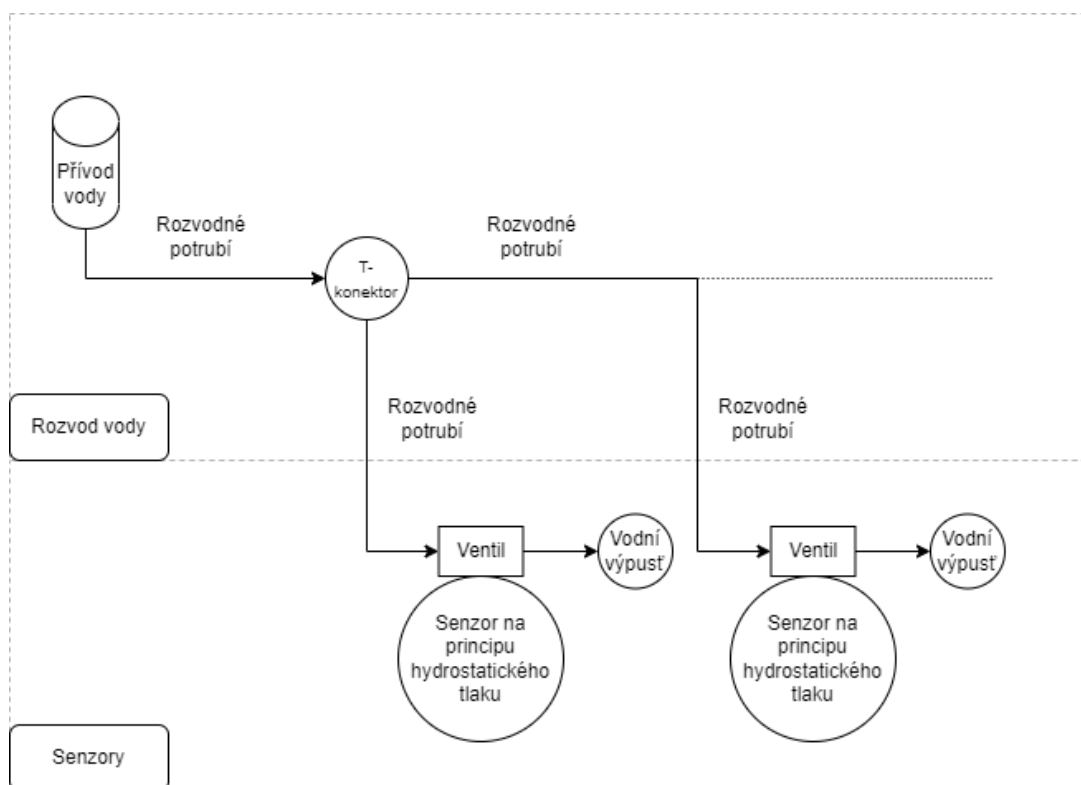 Přívod
vody
Rozvodné
potrubí
Rozvodné
potrubí
T-
konektor
Rozvodné
potrubí
Rozvodné
potrubí
Rozvod vody
Ventil
Vodní
výpusť
Ventil
Vodní
výpusť
Senzor na
principu
hydrostatického
tlaku
Senzor na
principu
hydrostatického
tlaku
Senzory